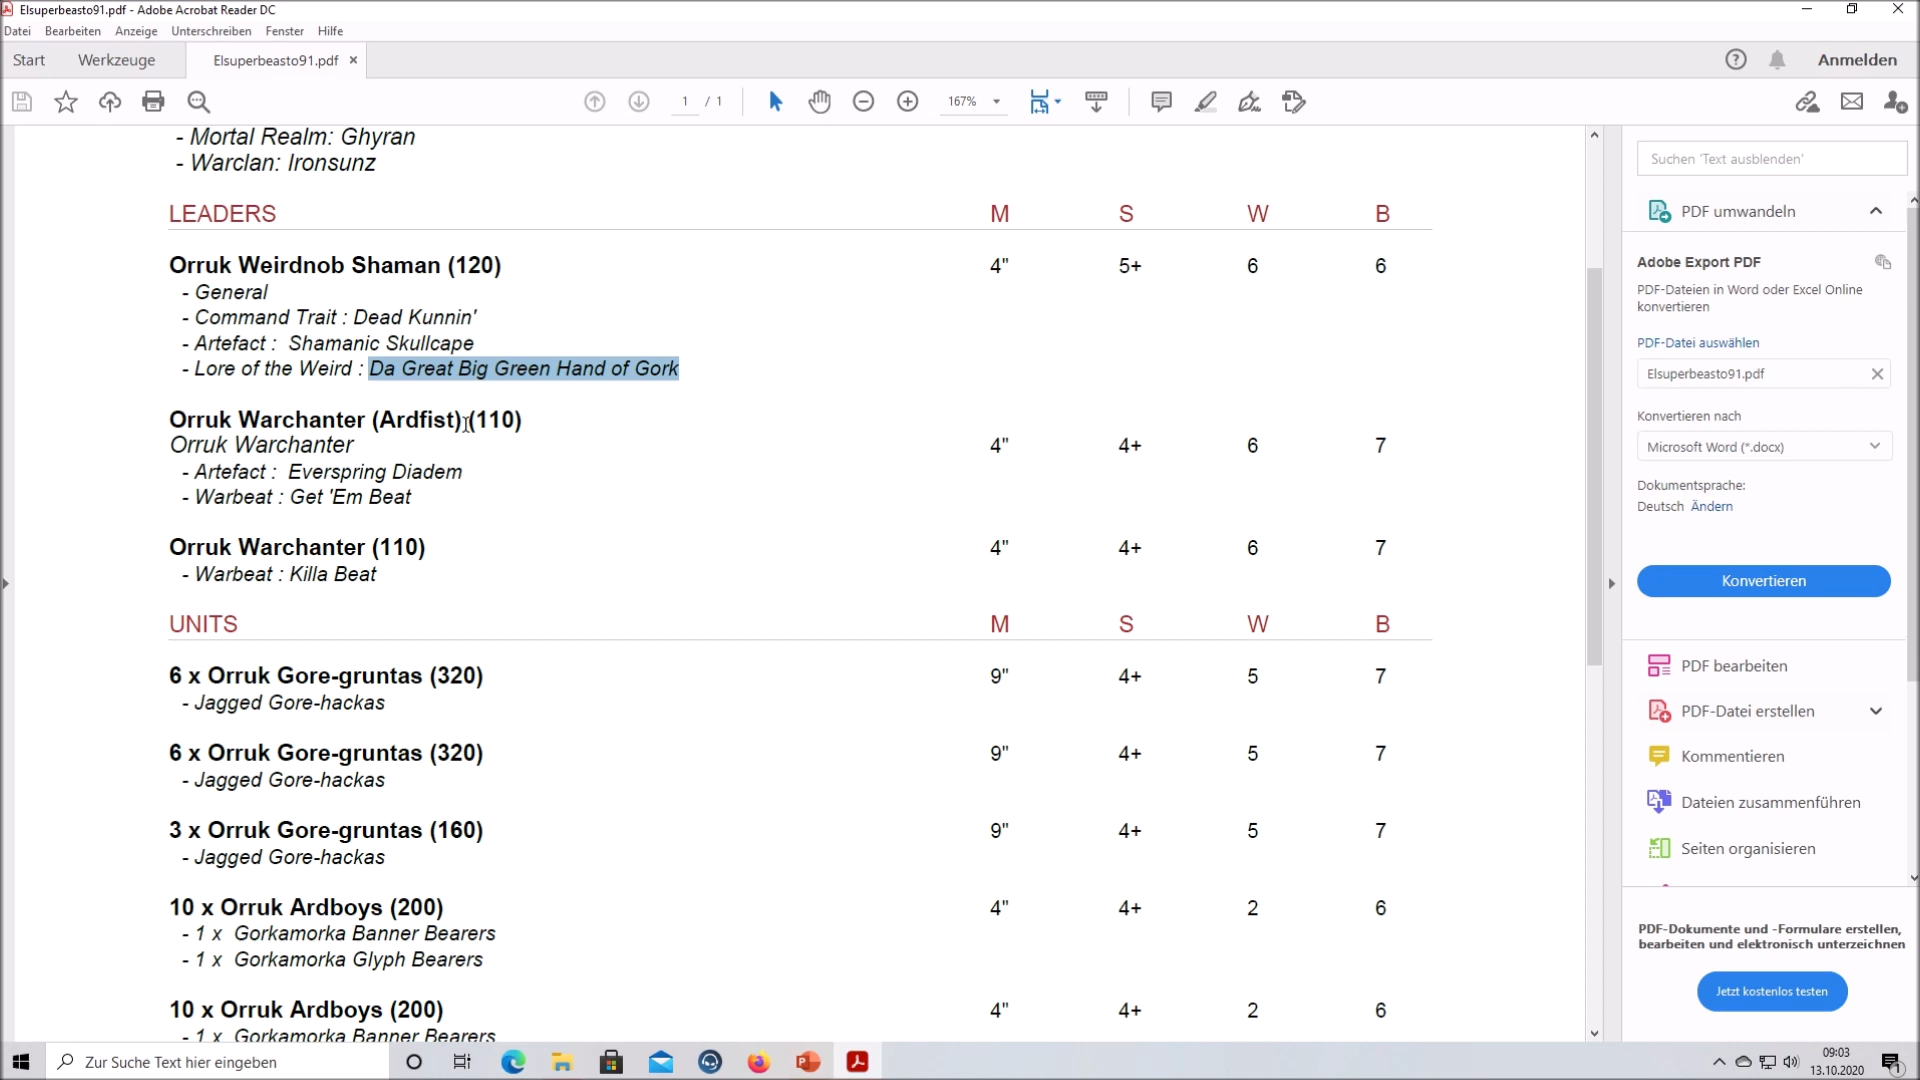 Elsuperbeasto91.pdf - Adobe Acrobat Reader DC
Datei Bearbeiten Anzeige Unterschreiben Fenster Hilfe
Start Werkzeuge Elsuperbeasto91.pdf × Anmelden
1 / 1 167%
- Mortal Realm: Ghyran
- Warclan: Ironsunz
LEADERS M S W B
Orruk Weirdnob Shaman (120) 4" 5+ 6 6
- General
- Command Trait : Dead Kunnin'
- Artefact : Shamanic Skullcape
- Lore of the Weird : Da Great Big Green Hand of Gork
Orruk Warchanter (Ardfist) (110)
Orruk Warchanter 4" 4+ 6 7
- Artefact : Everspring Diadem
- Warbeat : Get 'Em Beat
Orruk Warchanter (110) 4" 4+ 6 7
- Warbeat : Killa Beat
UNITS M S W B
6 x Orruk Gore-gruntas (320) 9" 4+ 5 7
- Jagged Gore-hackas
6 x Orruk Gore-gruntas (320) 9" 4+ 5 7
- Jagged Gore-hackas
3 x Orruk Gore-gruntas (160) 9" 4+ 5 7
- Jagged Gore-hackas
10 x Orruk Ardboys (200) 4" 4+ 2 6
- 1 x Gorkamorka Banner Bearers
- 1 x Gorkamorka Glyph Bearers
10 x Orruk Ardboys (200) 4" 4+ 2 6
- 1 x Gorkamorka Banner Bearers
Suchen 'Text ausblenden'
PDF umwandeln
Adobe Export PDF
PDF-Dateien in Word oder Excel Online
konvertieren
PDF-Datei auswählen
Elsuperbeasto91.pdf
Konvertieren nach
Microsoft Word (*.docx)
Dokumentsprache:
Deutsch Ändern
Konvertieren
PDF bearbeiten
PDF-Datei erstellen
Kommentieren
Dateien zusammenführen
Seiten organisieren
PDF-Dokumente und -Formulare erstellen,
bearbeiten und elektronisch unterzeichnen
Jetzt kostenlos testen
Zur Suche Text hier eingeben
09:03
13.10.2020
1